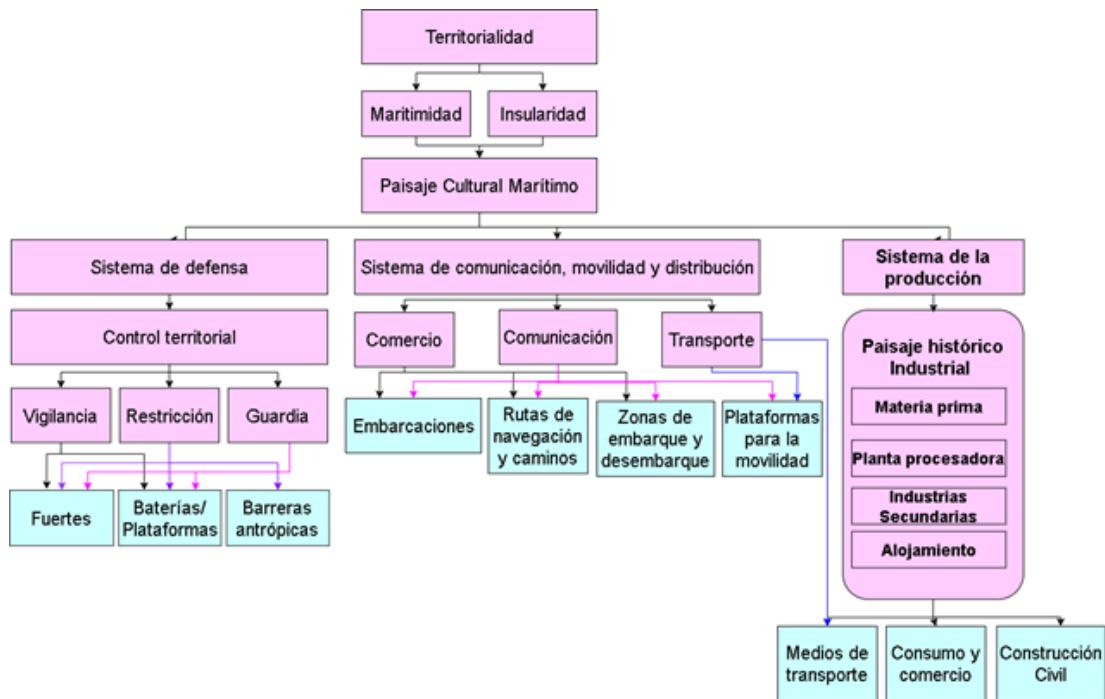 Territorialidad
Maritimidad
Insularidad
Paisaje Cultural Marítimo
Sistema de defensa
Sistema de comunicación, movilidad y distribución
Sistema de la
producción
Control territorial
Comercio
Comunicación
Transporte
Paisaje histórico
Industrial
Vigilancia
Restricción
Guardia
Embarcaciones
Rutas de
navegación
y caminos
Zonas de
embarque y
desembarque
Plataformas
para la
movilidad
Materia prima
Planta procesadora
Industrias
Secundarias
Alojamiento
Fuertes
Baterías/
Plataformas
Barreras
antrópicas
Medios de
transporte
Consumo y
comercio
Construcción
Civil